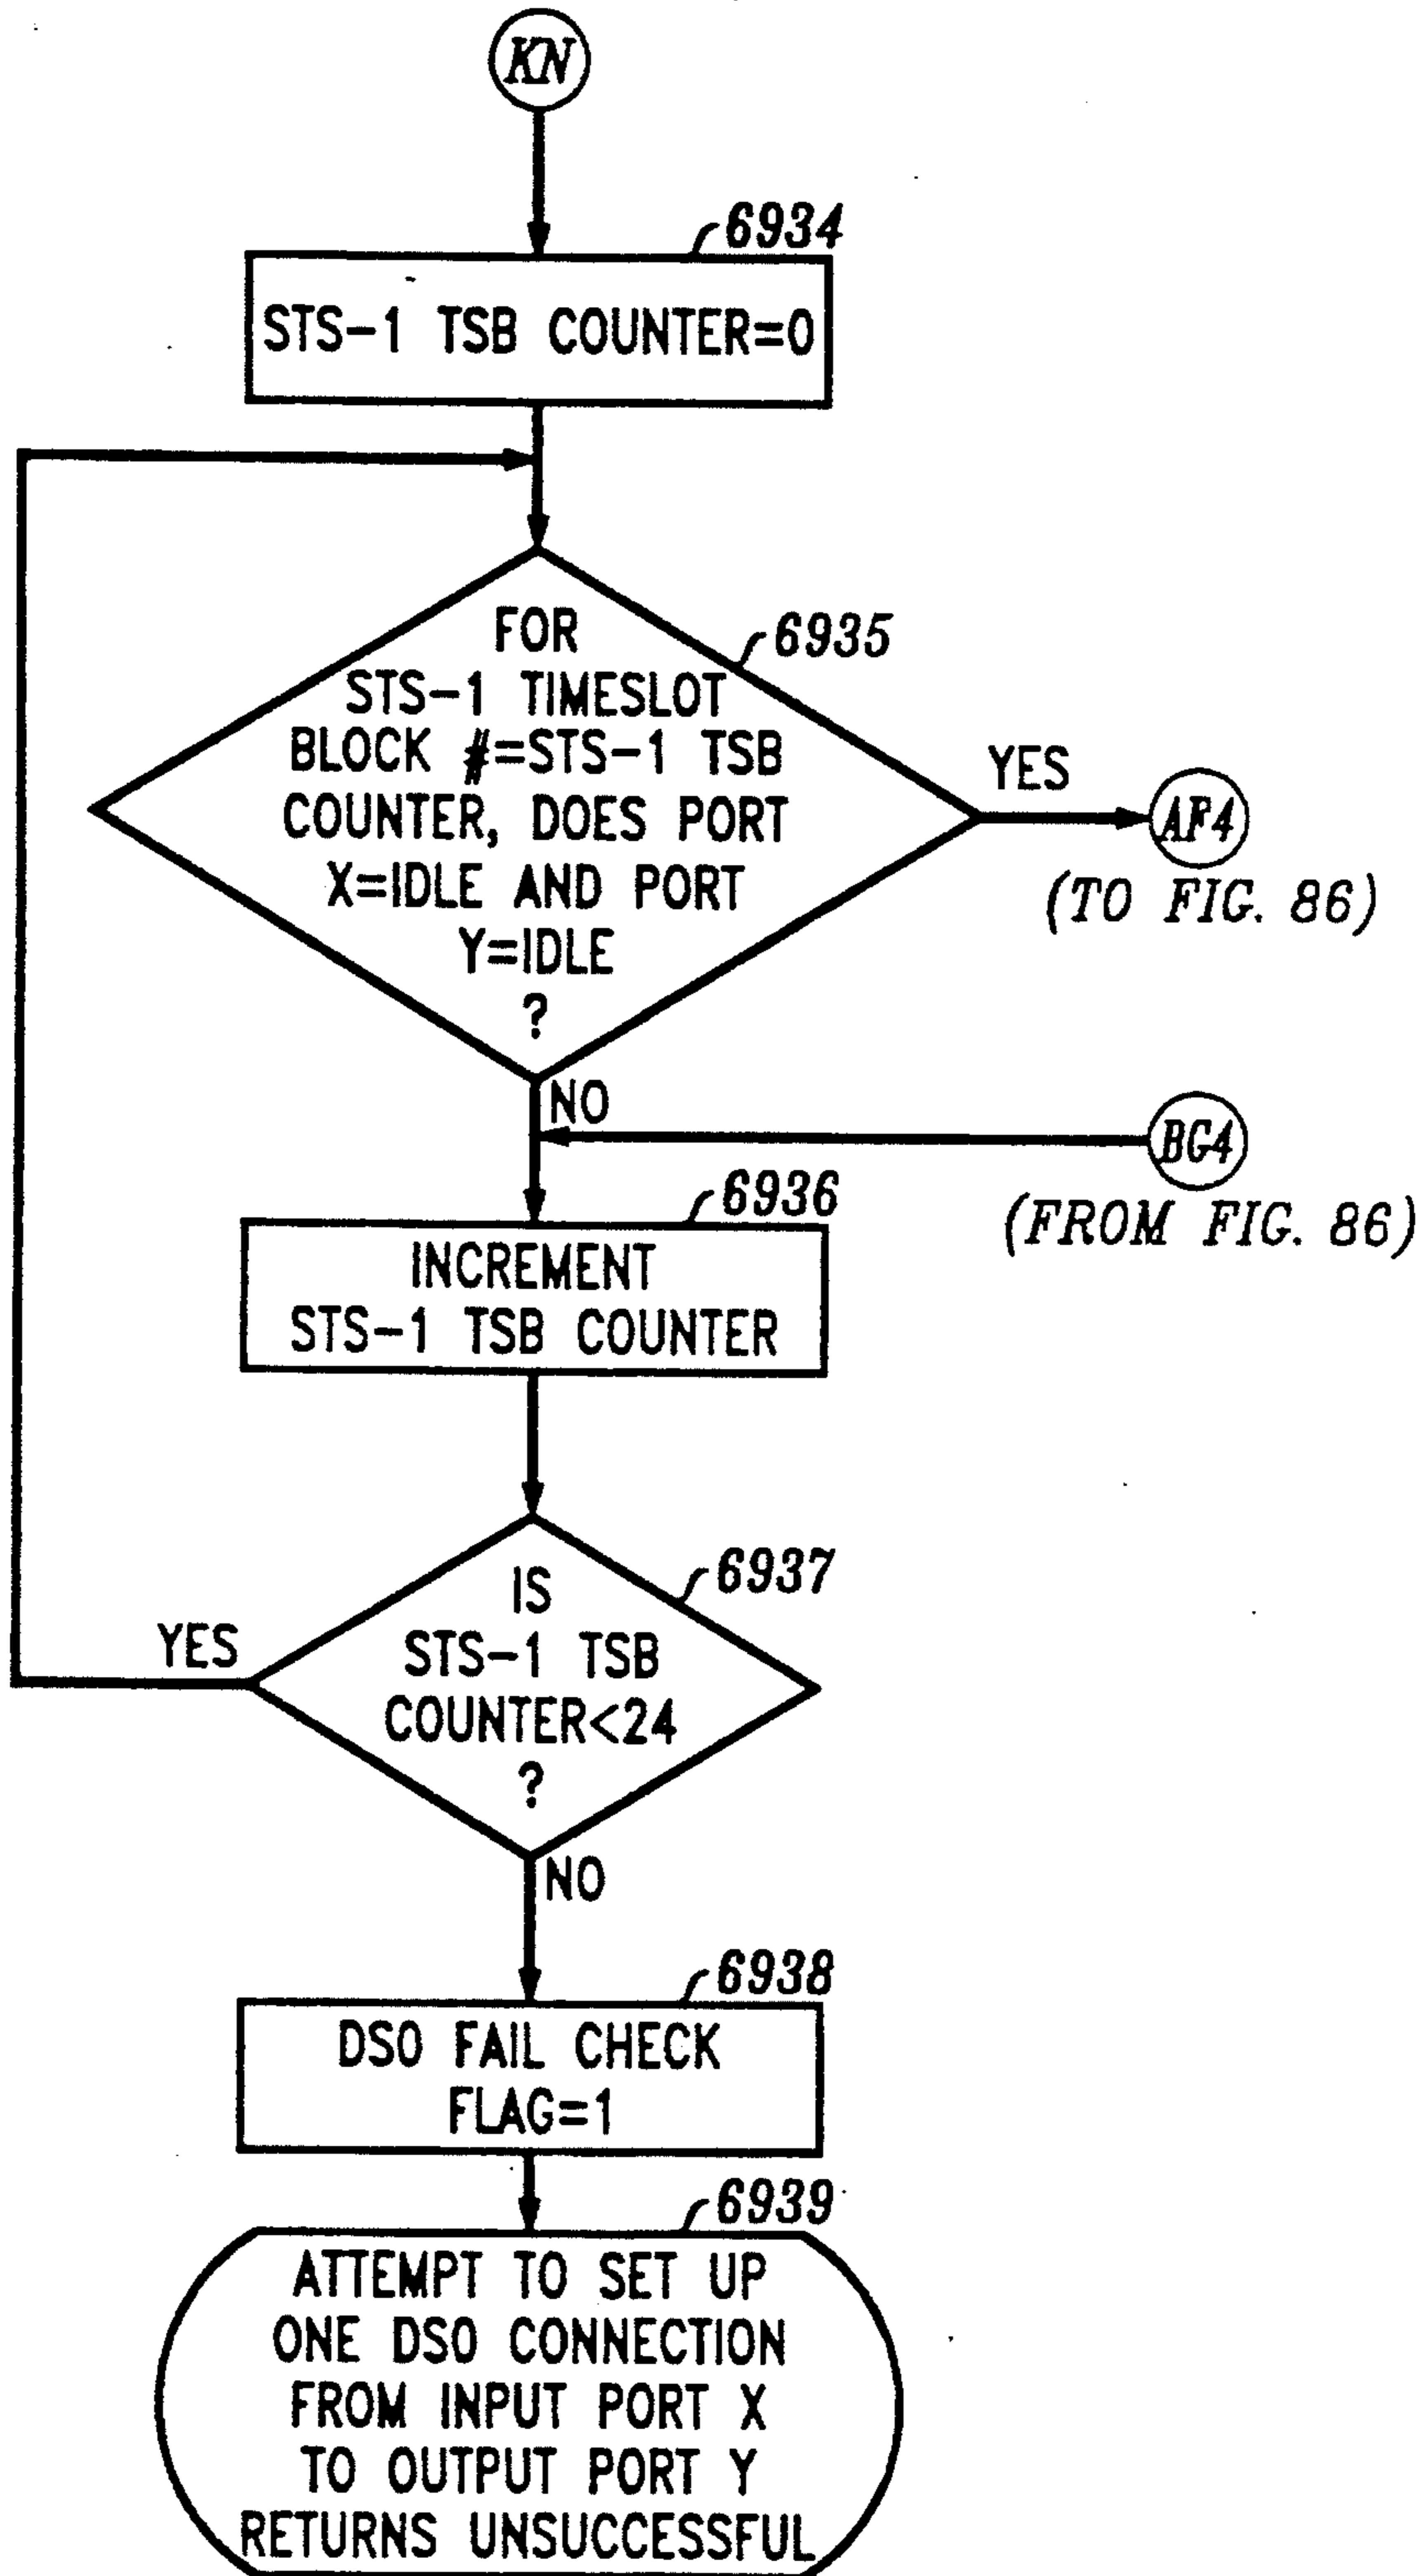 KN
6934
STS-1 TSB COUNTER=0
6935
FOR
STS-1 TIMESLOT
BLOCK #=STS-1 TSB
COUNTER, DOES PORT
X=IDLE AND PORT
Y=IDLE
?
YES
AF4
(TO FIG. 86)
NO
BG4
(FROM FIG. 86)
6936
INCREMENT
STS-1 TSB COUNTER
6937
IS
STS-1 TSB
COUNTER<24
?
YES
NO
6938
DS0 FAIL CHECK
FLAG=1
6939
ATTEMPT TO SET UP
ONE DS0 CONNECTION
FROM INPUT PORT X
TO OUTPUT PORT Y
RETURNS UNSUCCESSFUL